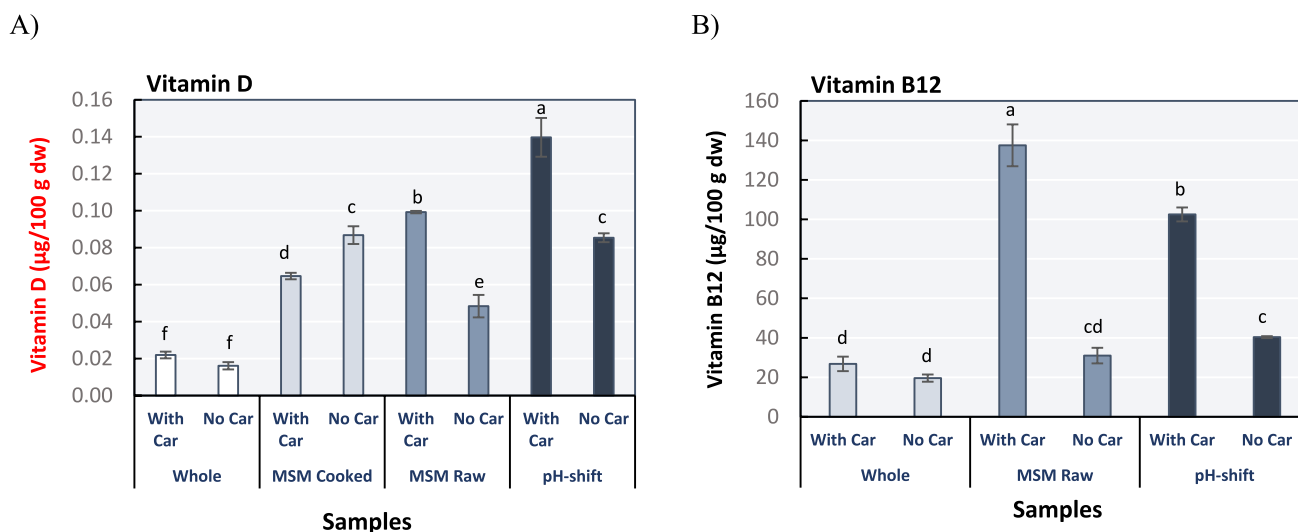 A)
Vitamin D
Vitamin D (µg/100 g dw)
0.16
0.14
0.12
0.10
0.08
0.06
0.04
0.02
0.00
f
f
d
c
b
e
a
c
With Car No Car With Car No Car With Car No Car With Car No Car
Whole MSM Cooked MSM Raw pH-shift
Samples
B)
Vitamin B12
Vitamin B12 (µg/100 g dw)
160
140
120
100
80
60
40
20
0
d
d
a
cd
b
c
With Car No Car With Car No Car With Car No Car
Whole MSM Raw pH-shift
Samples